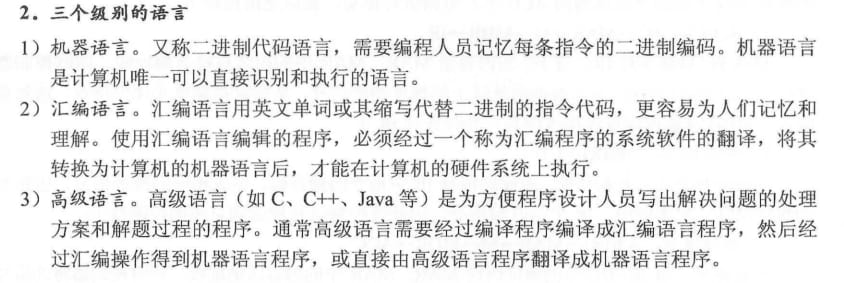 2．三个级别的语言
1）机器语言。又称二进制代码语言，需要编程人员记忆每条指令的二进制编码。机器语言
是计算机唯一可以直接识别和执行的语言。
2）汇编语言。汇编语言用英文单词或其缩写代替二进制的指令代码，更容易为人们记忆和
理解。使用汇编语言编辑的程序，必须经过一个称为汇编程序的系统软件的翻译，将其
转换为计算机的机器语言后，才能在计算机的硬件系统上执行。
3）高级语言。高级语言（如 C、C++、Java 等）是为方便程序设计人员写出解决问题的处理
方案和解题过程的程序。通常高级语言需要经过编译程序编译成汇编语言程序，然后经
过汇编操作得到机器语言程序，或直接由高级语言程序翻译成机器语言程序。